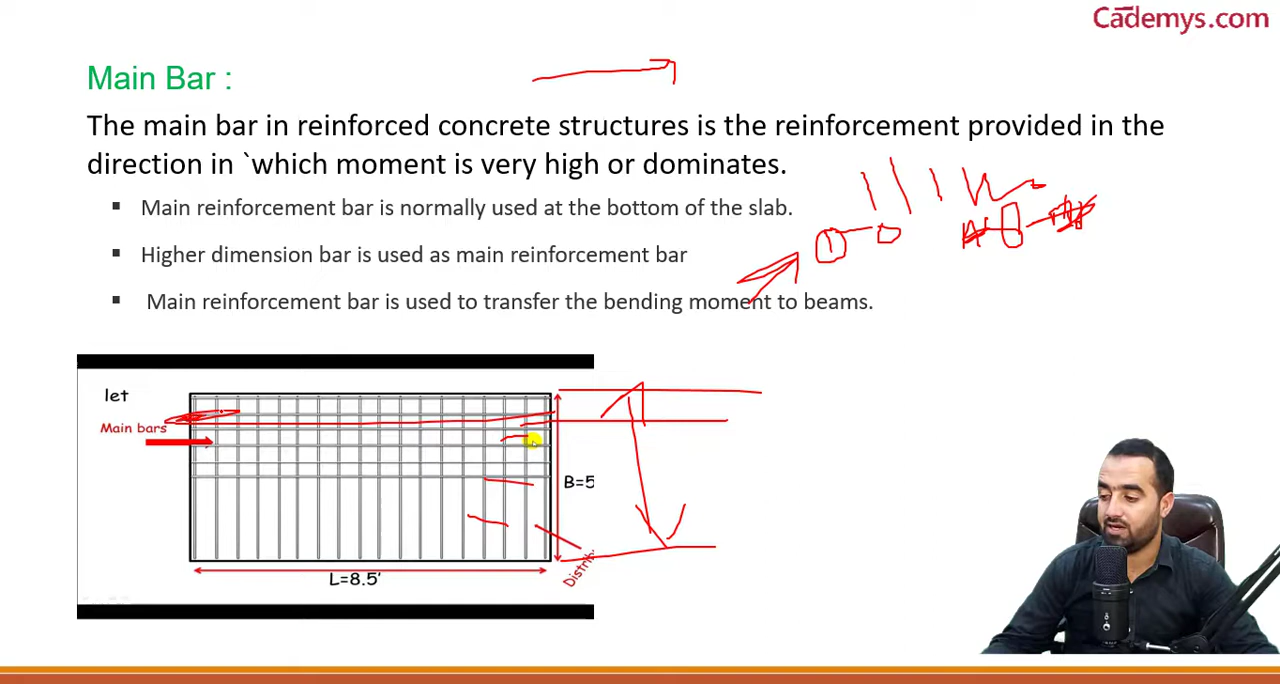 Cademys.com
Main Bar :
The main bar in reinforced concrete structures is the reinforcement provided in the
direction in `which moment is very high or dominates.
▪ Main reinforcement bar is normally used at the bottom of the slab.
▪ Higher dimension bar is used as main reinforcement bar
▪ Main reinforcement bar is used to transfer the bending moment to beams.
let
Main bars
B=5
L=8.5'
Distrib